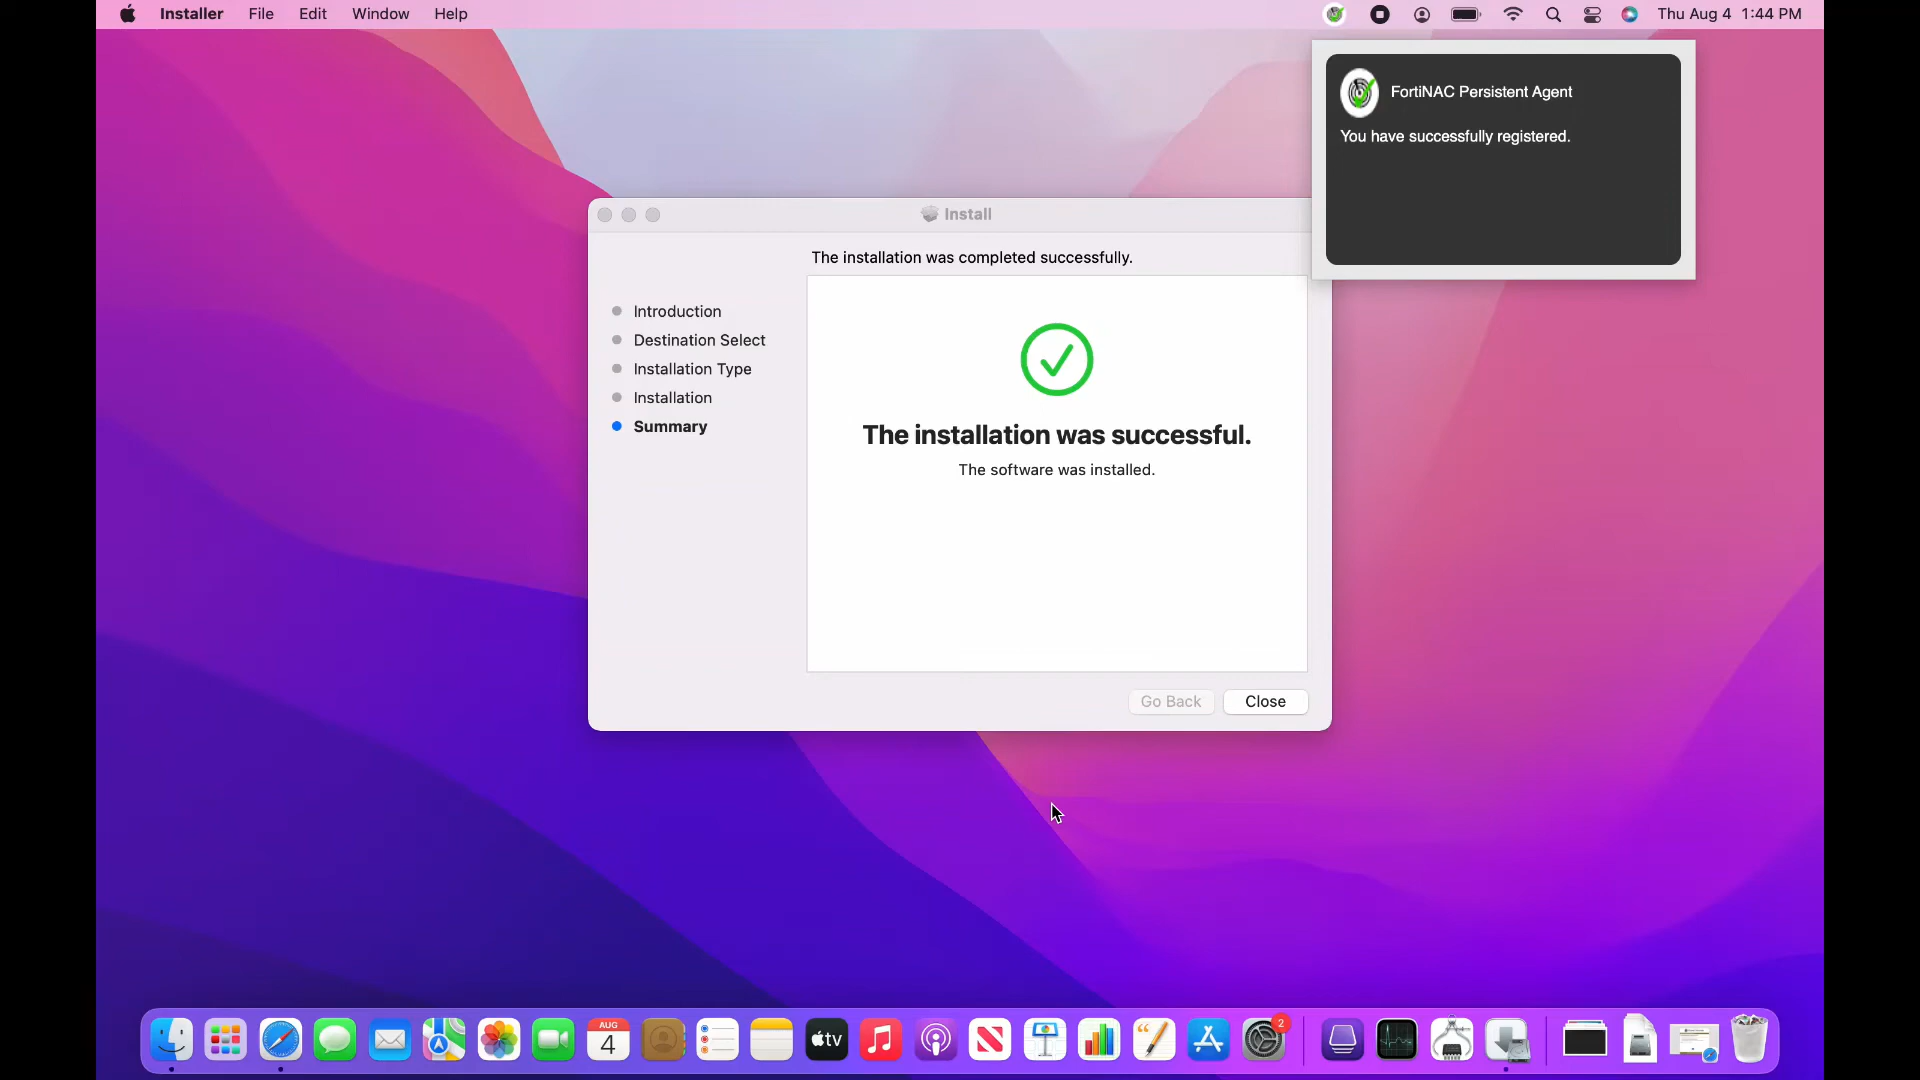 Installer File Edit Window Help Thu Aug 4 1:44 PM
FortiNAC Persistent Agent
You have successfully registered.
Install
The installation was completed successfully.
Introduction
Destination Select
Installation Type
Installation
Summary
The installation was successful.
The software was installed.
Go Back Close
AUG
4
tv
2